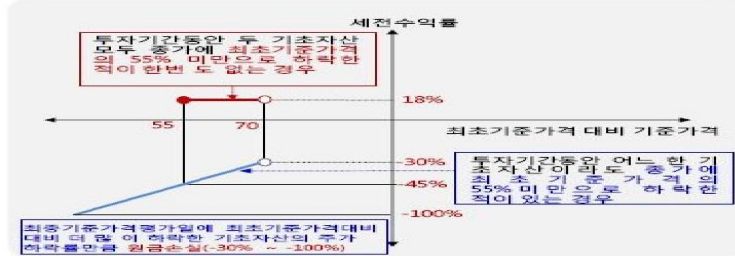 세전수익률
투자기간동안 두 기초자산
모두 종가에 최초기준가격
의 55% 미만으로 하락한
적이 한번 도 없는 경우
18%
55
70
최초기준가격 대비 기준가격
-30%
-45%
-100%
투자기간동안 어느 한 기
초자산이라도 종가에
최초기준가격의
55%미만으로 하락한
적이 있는 경우
최종기준가격평가일에 최초기준가격대비
대비 더 많이 하락한 기초자산의 주가
하락률만큼 원금손실(-30% ~ -100%)